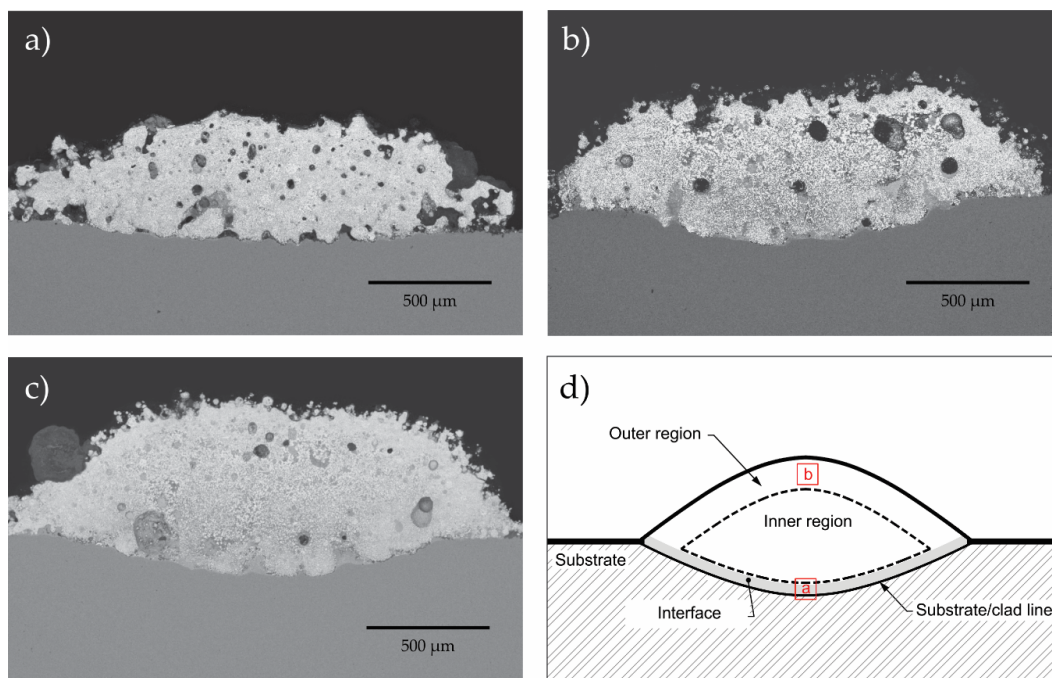 a)
500 µm
b)
500 µm
c)
500 µm
d)
Outer region
b
Inner region
Substrate
a
Interface
Substrate/clad line